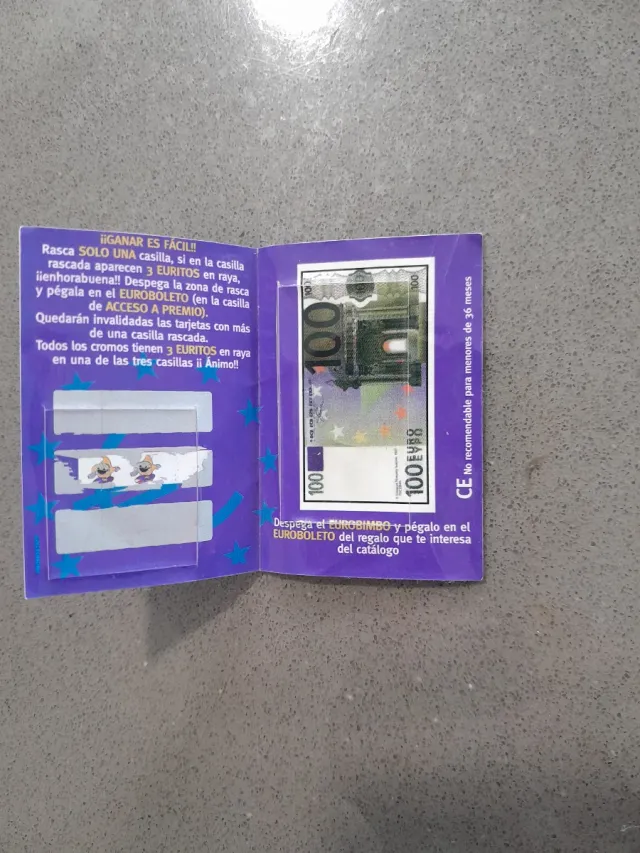 ¡¡GANAR ES FÁCIL!!
Rasca SOLO UNA casilla, si en la casilla
rascada aparecen 3 EURITOS en raya,
¡¡enhorabuena!! Despega la zona de rasca
y pégala en el EUROBOLETO (en la casilla
de ACCESO A PREMIO).
Quedarán invalidadas las tarjetas con más
de una casilla rascada.
Todos los cromos tienen 3 EURITOS en raya
en una de las tres casillas ¡¡ Ánimo!!
100
100
100
100
100 EURO
EYPO
Despega el EUROBIMBO y pégalo en el
EUROBOLETO del regalo que te interesa
del catálogo
CE No recomendable para menores de 36 meses